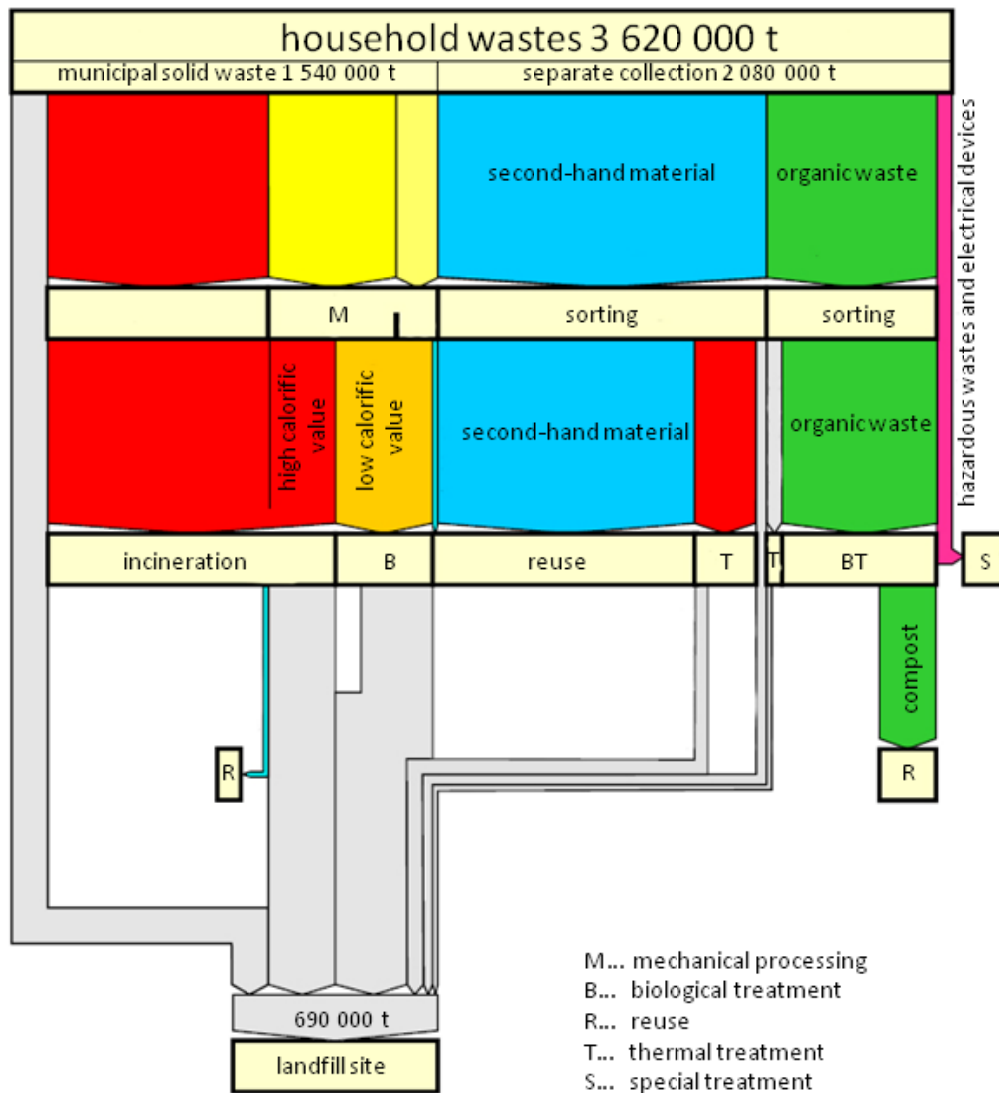 household wastes 3 620 000 t
municipal solid waste 1 540 000 t
separate collection 2 080 000 t
second-hand material
organic waste
hazardous wastes and electrical devices
M
sorting
sorting
high calorific
value
low calorific
value
second-hand material
organic waste
incineration
B
reuse
T
T
BT
S
compost
R
R
690 000 t
landfill site
M... mechanical processing
B... biological treatment
R... reuse
T... thermal treatment
S... special treatment